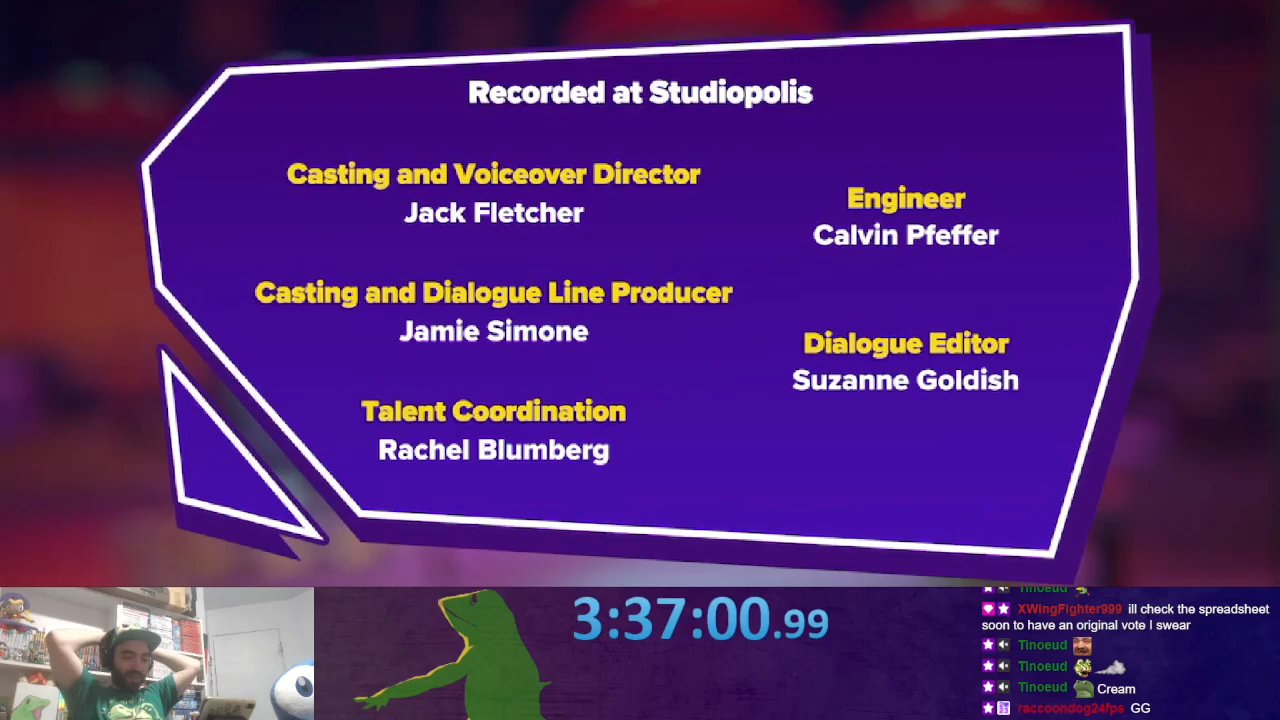 Recorded at Studiopolis
Casting and Voiceover Director
Jack Fletcher
Casting and Dialogue Line Producer
Jamie Simone
Talent Coordination
Rachel Blumberg
Engineer
Calvin Pfeffer
Dialogue Editor
Suzanne Goldish
3:37:00.99
Tinoeud
XWingFighter999 ill check the spreadsheet
soon to have an original vote I swear
Tinoeud
Tinoeud
Tinoeud Cream
raccoondog24fps GG